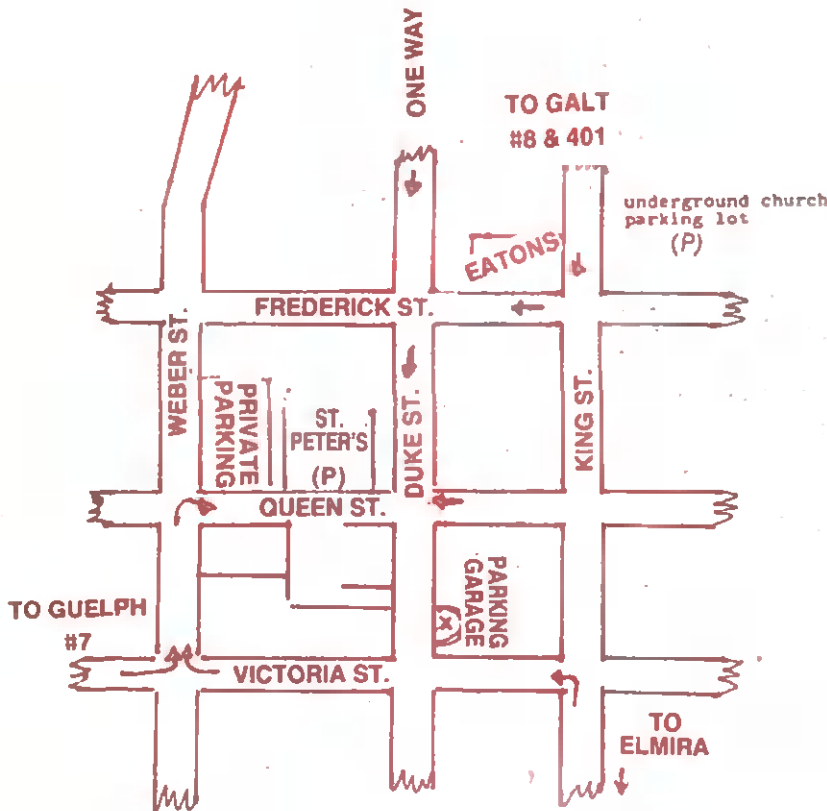 ONE WAY
TO GALT
#8 & 401
underground church
parking lot
(P)
EATONS
FREDERICK ST.
WEBER ST.
PRIVATE
PARKING
ST.
PETER'S
(P)
DUKE ST.
KING ST.
QUEEN ST.
PARKING
GARAGE
X
TO GUELPH
#7
VICTORIA ST.
TO
ELMIRA